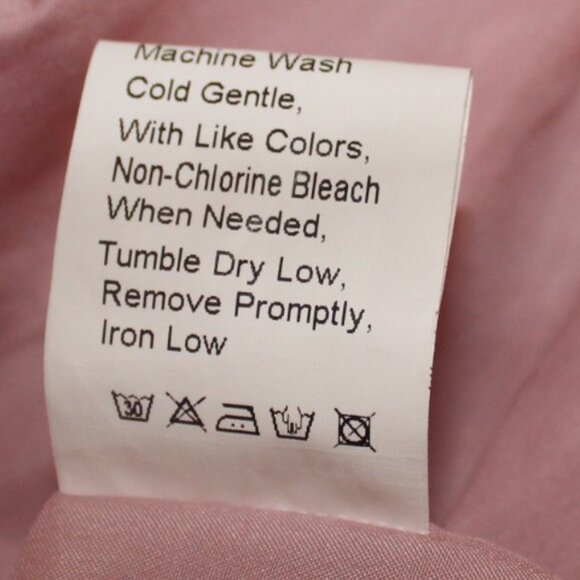 Machine Wash
Cold Gentle,
With Like Colors,
Non-Chlorine Bleach
When Needed,
Tumble Dry Low,
Remove Promptly,
Iron Low
30